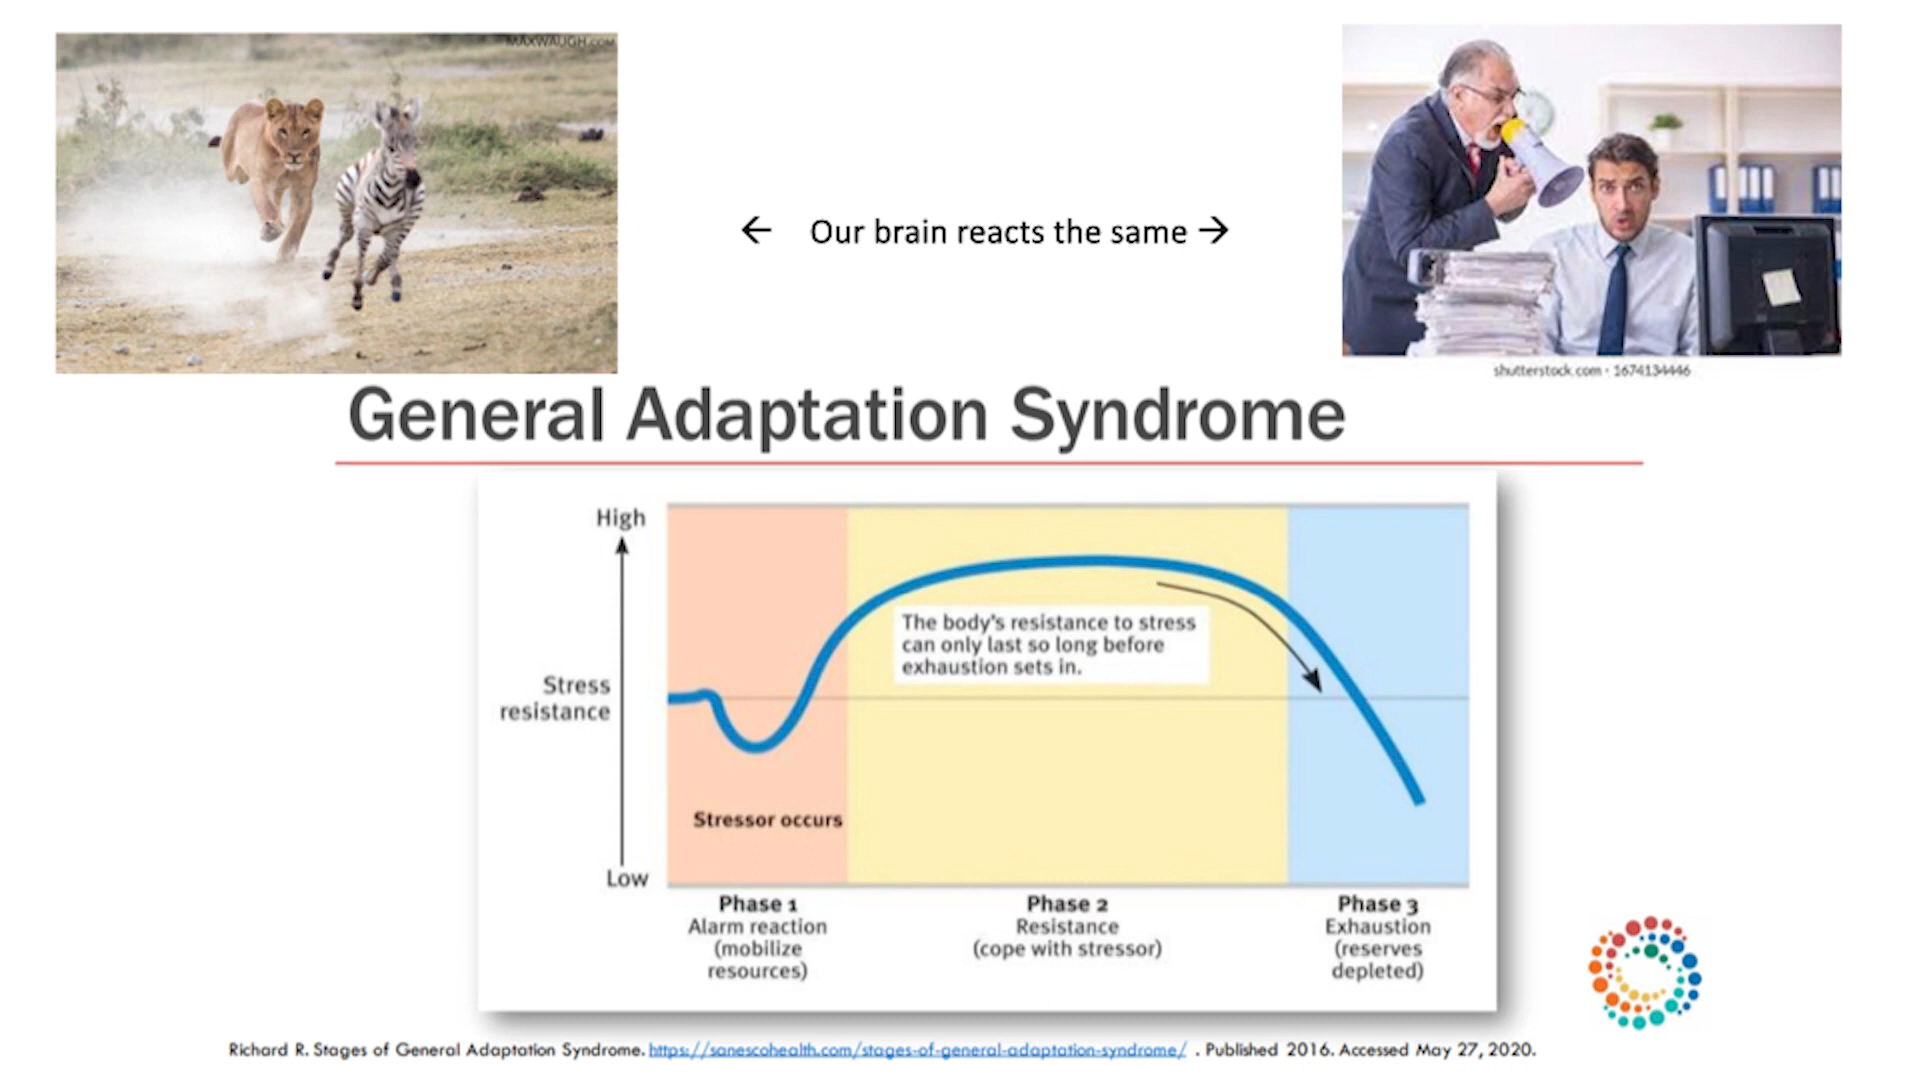 MAXWAUGH.COM
← Our brain reacts the same →
shutterstock.com · 1674134446
General Adaptation Syndrome
High
The body's resistance to stress
can only last so long before
exhaustion sets in.
Stress
resistance
Stressor occurs
Low
Phase 1
Alarm reaction
(mobilize
resources)
Phase 2
Resistance
(cope with stressor)
Phase 3
Exhaustion
(reserves
depleted)
Richard R. Stages of General Adaptation Syndrome. https://sanescohealth.com/stages-of-general-adaptation-syndrome/ . Published 2016. Accessed May 27, 2020.